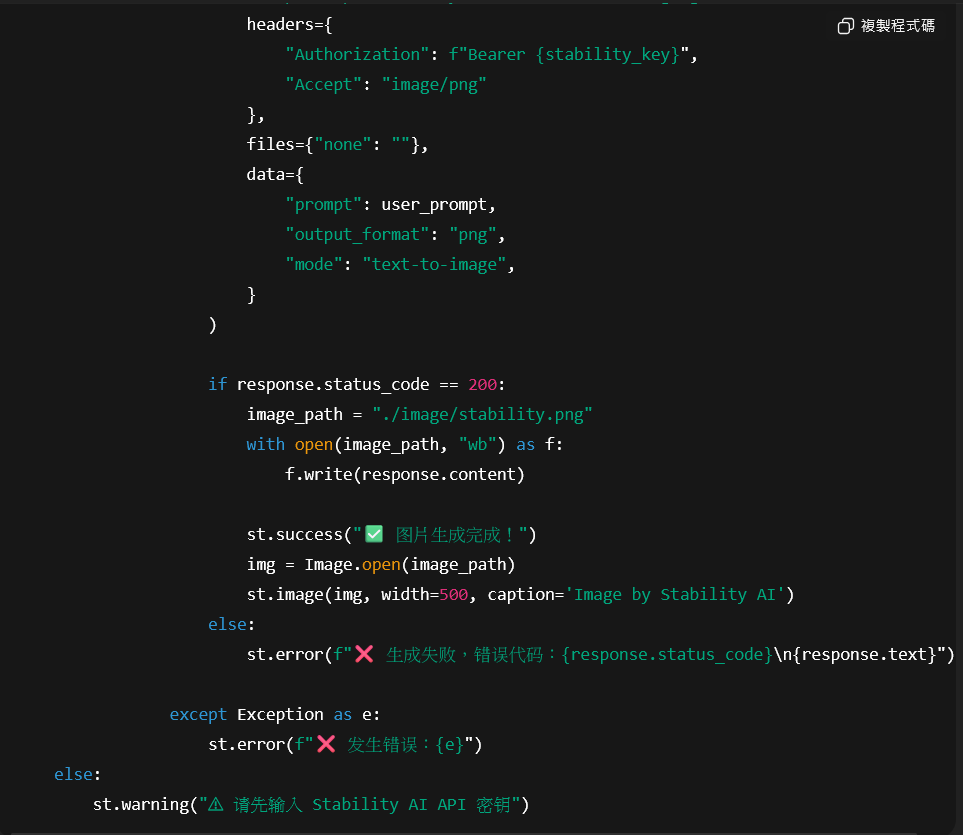 headers={
複製程式碼
"Authorization": f"Bearer {stability_key}",
"Accept": "image/png"
},
files={"none": ""},
data={
"prompt": user_prompt,
"output_format": "png",
"mode": "text-to-image",
}
)
if response.status_code == 200:
image_path = "./image/stability.png"
with open(image_path, "wb") as f:
f.write(response.content)
st.success("✅ 图片生成完成！")
img = Image.open(image_path)
st.image(img, width=500, caption='Image by Stability AI')
else:
st.error(f"❌ 生成失败，错误代码：{response.status_code}\n{response.text}")
except Exception as e:
st.error(f"❌ 发生错误：{e}")
else:
st.warning("⚠ 请先输入 Stability AI API 密钥")